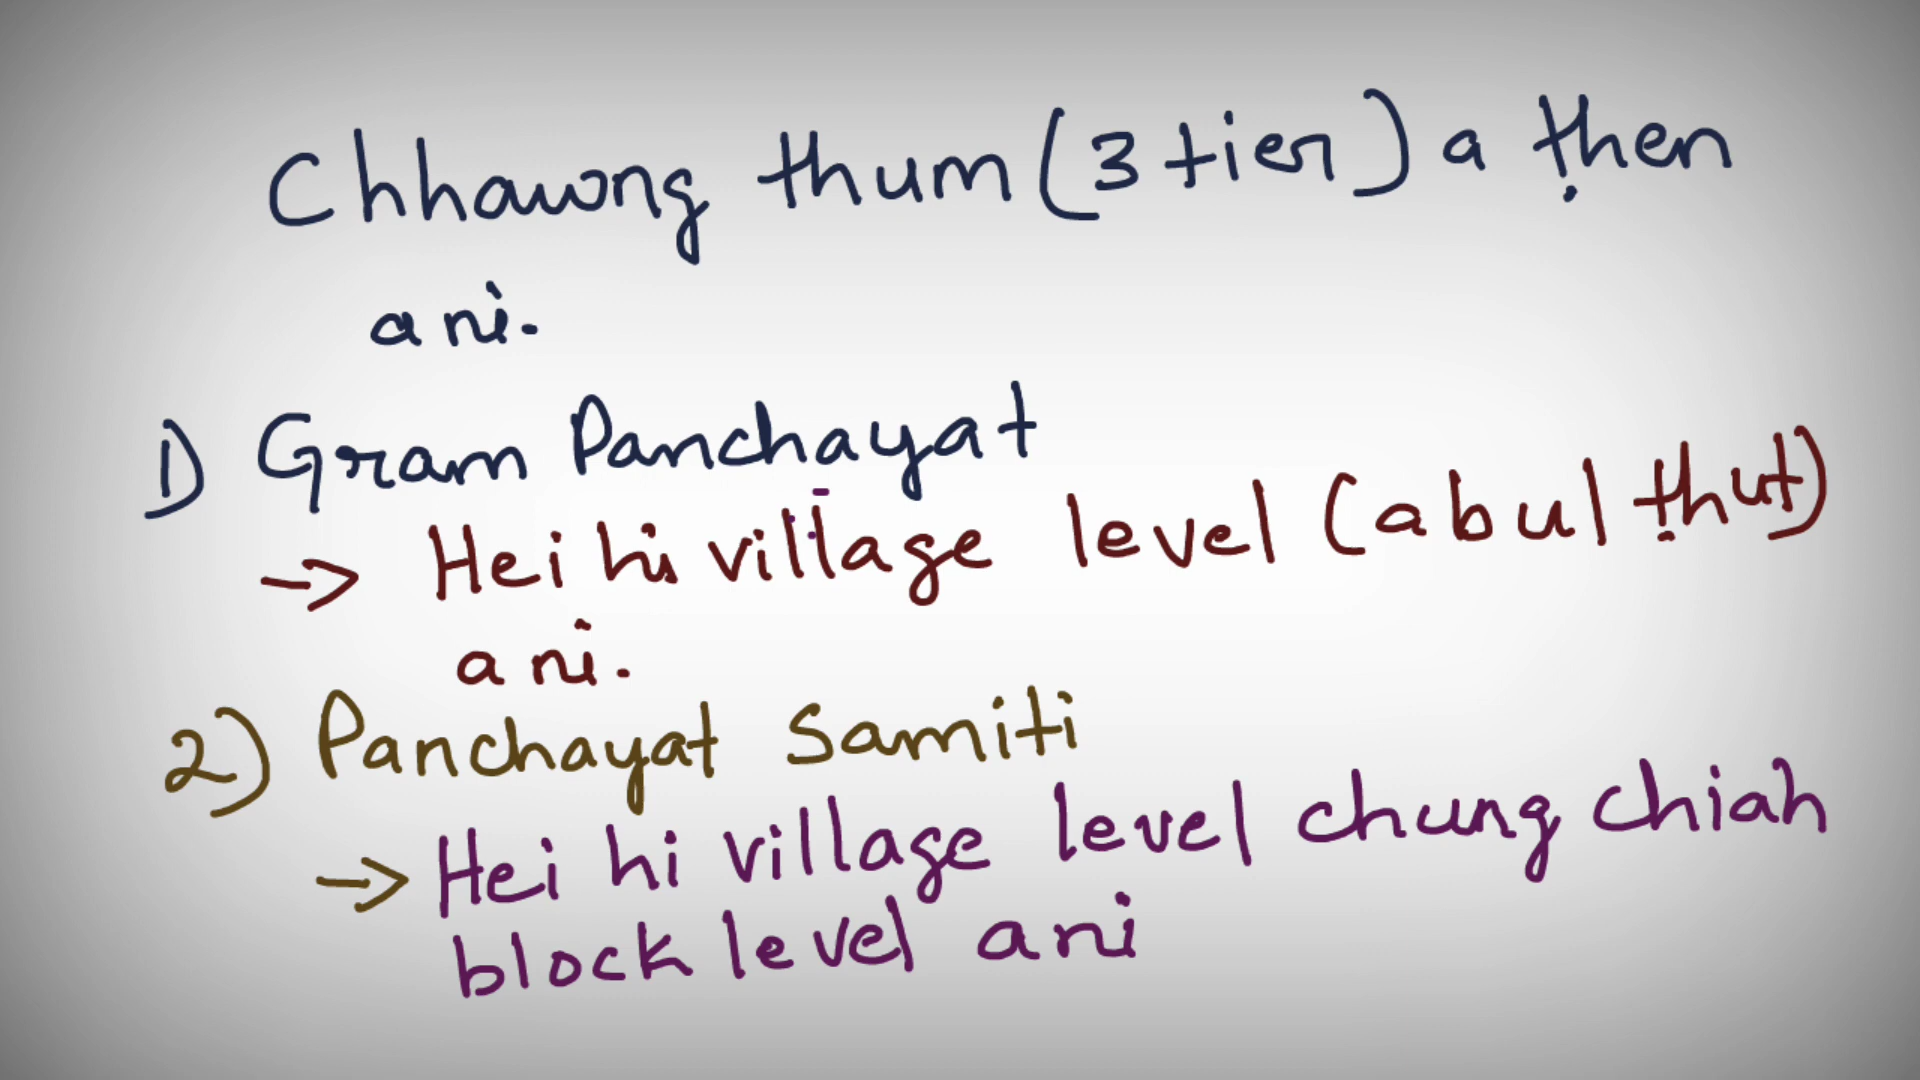 Chhawng thum (3 tier) a ṭhen
ani.
1) Gram Panchayat
→ Hei hi village level (a bul ṭhut)
ani.
2) Panchayat Samiti
→ Hei hi village level chung chiah
block level ani